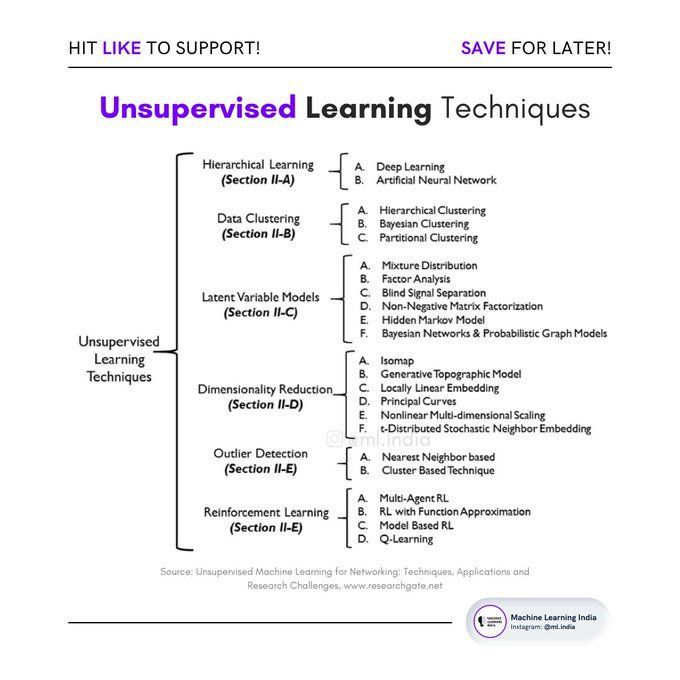 HIT LIKE TO SUPPORT!
SAVE FOR LATER!
Unsupervised Learning Techniques
Unsupervised
Learning
Techniques
Hierarchical Learning
(Section II-A)
A. Deep Learning
B. Artificial Neural Network
Data Clustering
(Section II-B)
A. Hierarchical Clustering
B. Bayesian Clustering
C. Partitional Clustering
Latent Variable Models
(Section II-C)
A. Mixture Distribution
B. Factor Analysis
C. Blind Signal Separation
D. Non-Negative Matrix Factorization
E. Hidden Markov Model
F. Bayesian Networks & Probabilistic Graph Models
Dimensionality Reduction
(Section II-D)
A. Isomap
B. Generative Topographic Model
C. Locally Linear Embedding
D. Principal Curves
E. Nonlinear Multi-dimensional Scaling
F. t-Distributed Stochastic Neighbor Embedding
@ml.india
Outlier Detection
(Section II-E)
A. Nearest Neighbor based
B. Cluster Based Technique
Reinforcement Learning
(Section II-E)
A. Multi-Agent RL
B. RL with Function Approximation
C. Model Based RL
D. Q-Learning
Source: Unsupervised Machine Learning for Networking: Techniques, Applications and
Research Challenges, www.researchgate.net
MACHINE
LEARNING
INDIA
Machine Learning India
Instagram: @ml.india